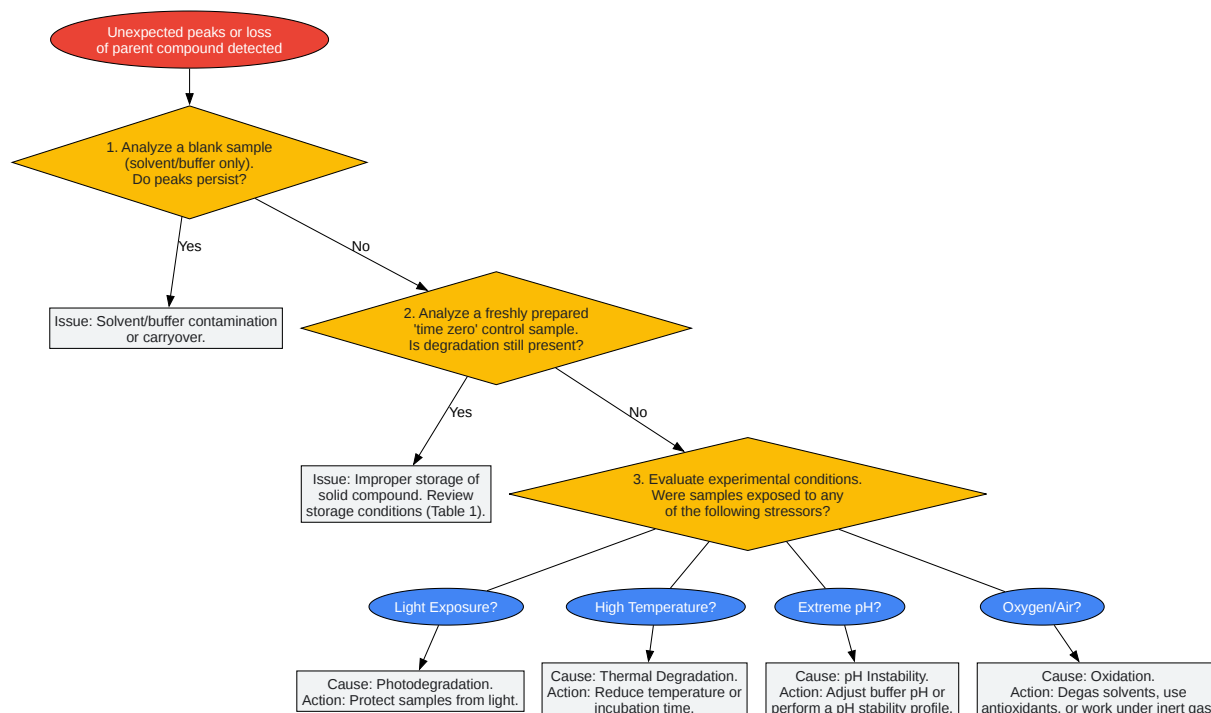 Unexpected peaks or loss
of parent compound detected
1. Analyze a blank sample
(solvent/buffer only).
Do peaks persist?
Yes
No
Issue: Solvent/buffer contamination
or carryover.
2. Analyze a freshly prepared
'time zero' control sample.
Is degradation still present?
Yes
No
Issue: Improper storage of
solid compound. Review
storage conditions (Table 1).
3. Evaluate experimental conditions.
Were samples exposed to any
of the following stressors?
Light Exposure?
High Temperature?
Extreme pH?
Oxygen/Air?
Cause: Photodegradation.
Action: Protect samples from light.
Cause: Thermal Degradation.
Action: Reduce temperature or
incubation time.
Cause: pH Instability.
Action: Adjust buffer pH or
perform a pH stability profile.
Cause: Oxidation.
Action: Degas solvents, use
antioxidants, or work under inert gas